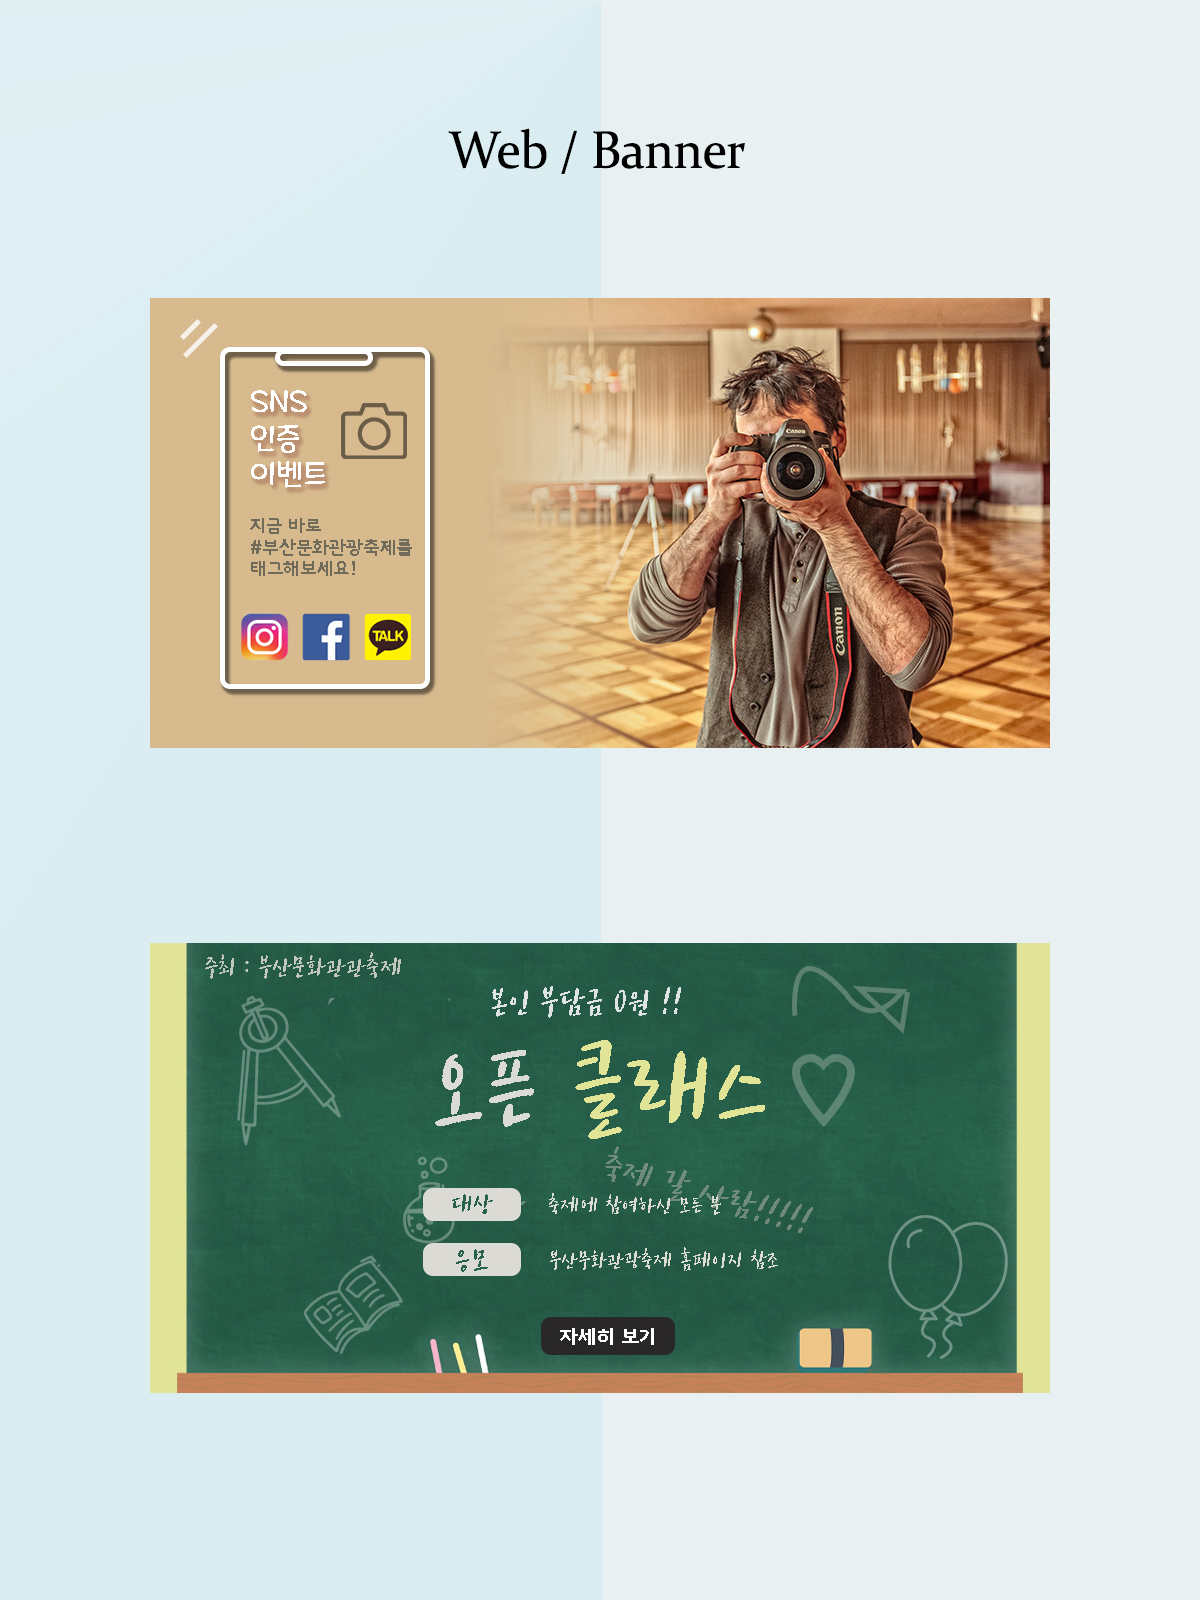 Web / Banner
SNS
인증
이벤트
지금 바로
#부산문화관광축제를
태그해보세요!
TALK
Canon
Canon
주최 : 부산문화관관축제
본인 부담금 0원 !!
오픈 클래스
축제 갈 사람!!!!!
대상 축제에 참여하신 모든 분
응모 부산무화관광축제 홈페이지 참조
자세히 보기